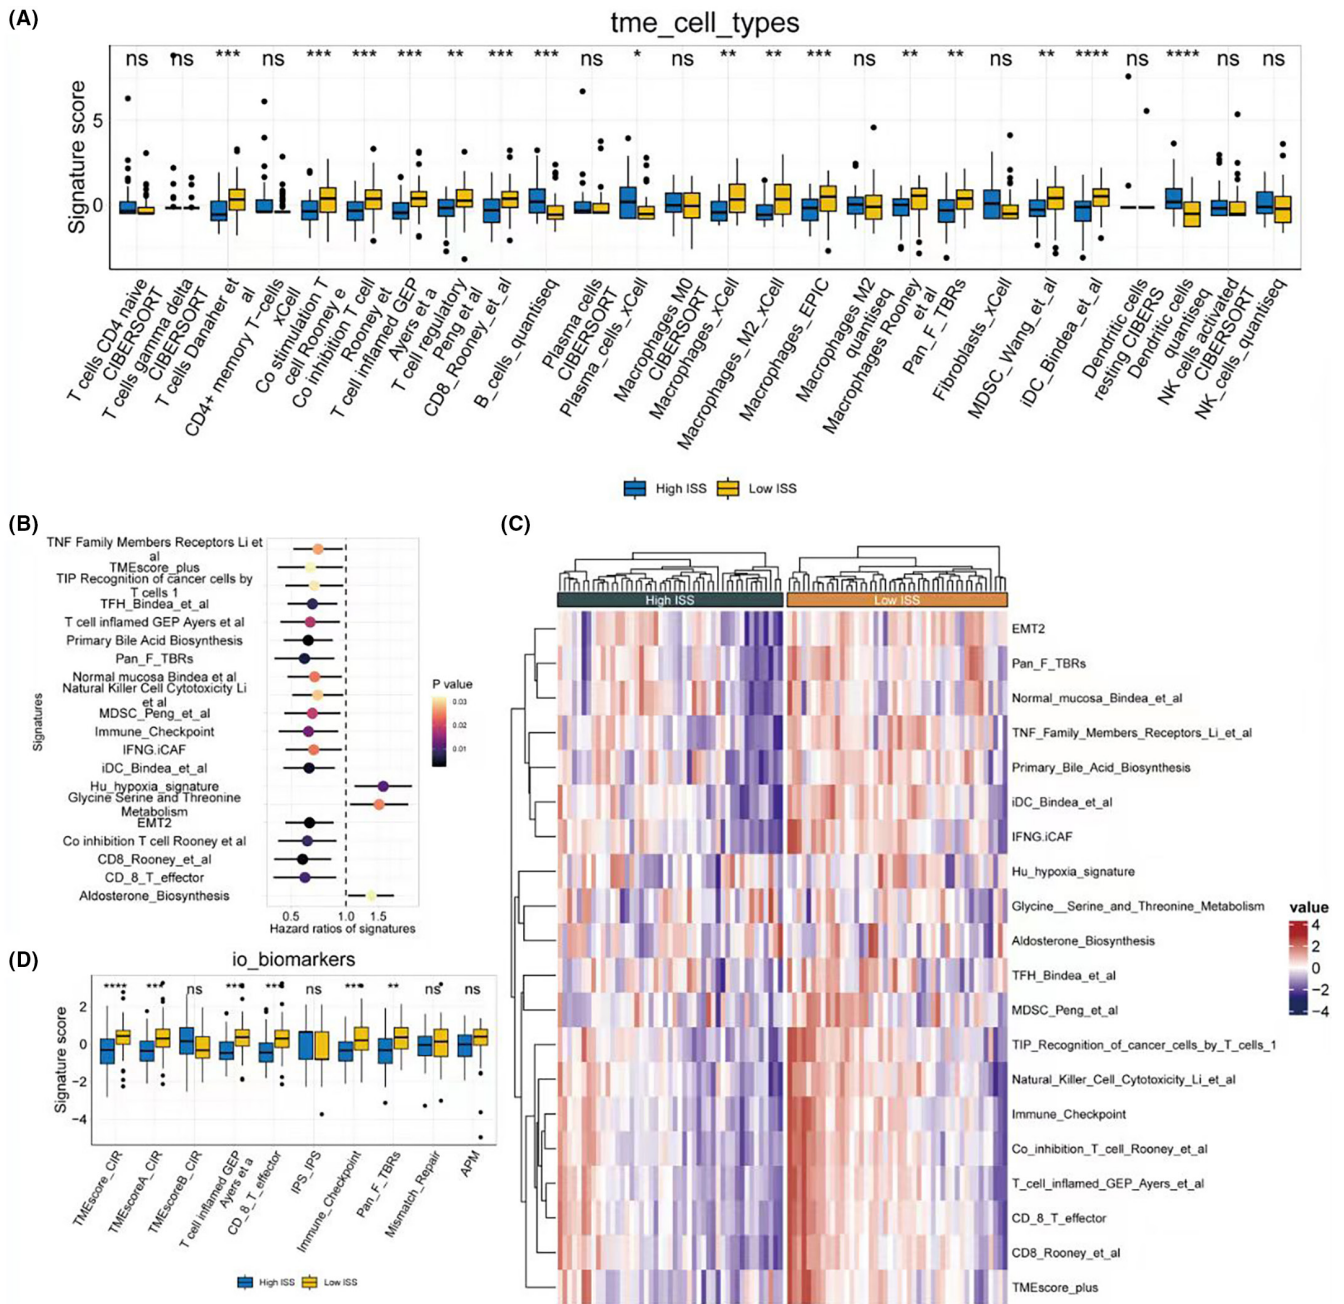 (A)
tme_cell_types
ns
ns
***
ns
***
***
***
**
***
***
ns
*
ns
**
**
***
ns
**
**
ns
**
****
ns
****
ns
ns
Signature score
5
0
T cells CD4 naive
CIBERSORT
T cells gamma delta
CIBERSORT
T cells Danaher et
al
CD4+ memory T-cells
xCell
Co stimulation T
cell Rooney e
Co inhibition T cell
Rooney et
T cell inflamed GEP
Ayers et a
T cell regulatory
Peng et al
CD8_Rooney_et_al
B_cells_quantiseq
Plasma cells
CIBERSORT
Plasma_cells_xCell
Macrophages M0
CIBERSORT
Macrophages_xCell
Macrophages_M2_xCell
Macrophages_EPIC
Macrophages M2
quantiseq
Macrophages Rooney
et al
Pan_F_TBRs
Fibroblasts_xCell
MDSC_Wang_et_al
iDC_Bindea_et_al
Dendritic cells
resting CIBERS
Dendritic cells
quantiseq
NK cells activated
CIBERSORT
NK_cells_quantiseq
High ISS
Low ISS
(B)
Signatures
TNF Family Members Receptors Li et
al
TMEscore_plus
TIP Recognition of cancer cells by
T cells 1
TFH_Bindea_et_al
T cell inflamed GEP Ayers et al
Primary Bile Acid Biosynthesis
Pan_F_TBRs
Normal mucosa Bindea et al
Natural Killer Cell Cytotoxicity Li
et al
MDSC_Peng_et_al
Immune_Checkpoint
IFNG.iCAF
iDC_Bindea_et_al
Hu_hypoxia_signature
Glycine Serine and Threonine
Metabolism
EMT2
Co inhibition T cell Rooney et al
CD8_Rooney_et_al
CD_8_T_effector
Aldosterone_Biosynthesis
0.5
1.0
1.5
Hazard ratios of signatures
P value
0.03
0.02
0.01
(C)
High ISS
Low ISS
EMT2
Pan_F_TBRs
Normal_mucosa_Bindea_et_al
TNF_Family_Members_Receptors_Li_et_al
Primary_Bile_Acid_Biosynthesis
iDC_Bindea_et_al
IFNG.iCAF
Hu_hypoxia_signature
Glycine__Serine_and_Threonine_Metabolism
Aldosterone_Biosynthesis
TFH_Bindea_et_al
MDSC_Peng_et_al
TIP_Recognition_of_cancer_cells_by_T_cells_1
Natural_Killer_Cell_Cytotoxicity_Li_et_al
Immune_Checkpoint
Co_inhibition_T_cell_Rooney_et_al
T_cell_inflamed_GEP_Ayers_et_al
CD_8_T_effector
CD8_Rooney_et_al
TMEscore_plus
value
4
2
0
−2
−4
(D)
io_biomarkers
****
ns
ns
**
ns
ns
Signature score
2
0
−2
−4
TMEscore_CIR
TMEscoreA_CIR
TMEscoreB_CIR
T cell inflamed GEP
Ayers et a
CD_8_T_effector
IPS_IPS
Immune_Checkpoint
Pan_F_TBRs
Mismatch_Repair
APM
High ISS
Low ISS